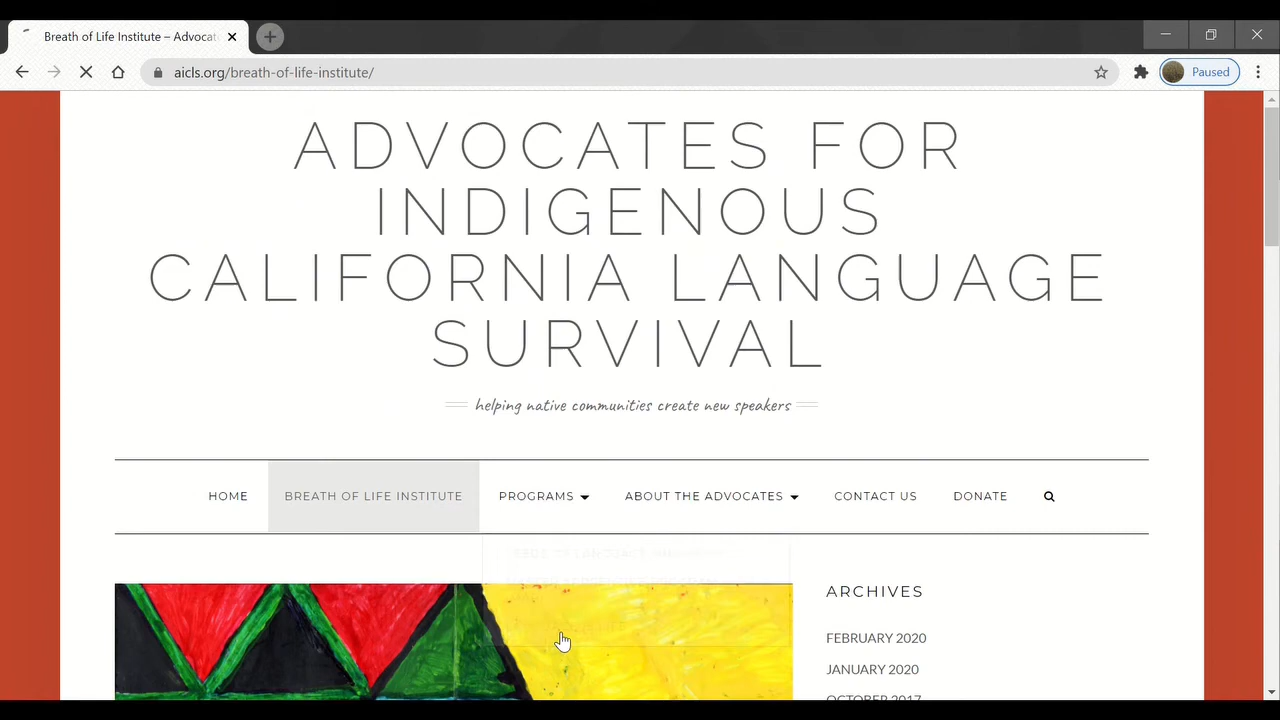 Breath of Life Institute – Advocat
aicls.org/breath-of-life-institute/
Paused
ADVOCATES FOR
INDIGENOUS
CALIFORNIA LANGUAGE
SURVIVAL
helping native communities create new speakers
HOME BREATH OF LIFE INSTITUTE PROGRAMS ABOUT THE ADVOCATES CONTACT US DONATE
ARCHIVES
FEBRUARY 2020
JANUARY 2020
OCTOBER 2017